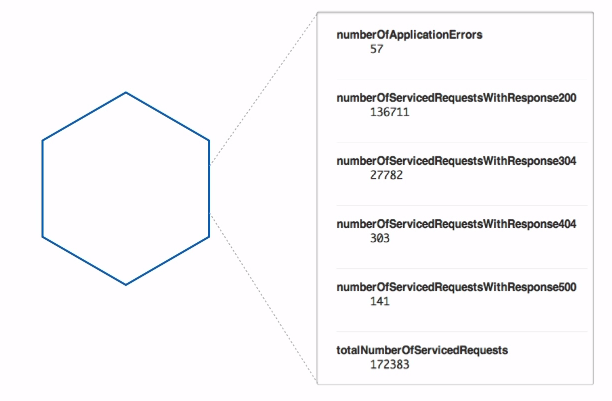 numberOfApplicationErrors
57
numberOfServicedRequestsWithResponse200
136711
numberOfServicedRequestsWithResponse304
27782
numberOfServicedRequestsWithResponse404
303
numberOfServicedRequestsWithResponse500
141
totalNumberOfServicedRequests
172383